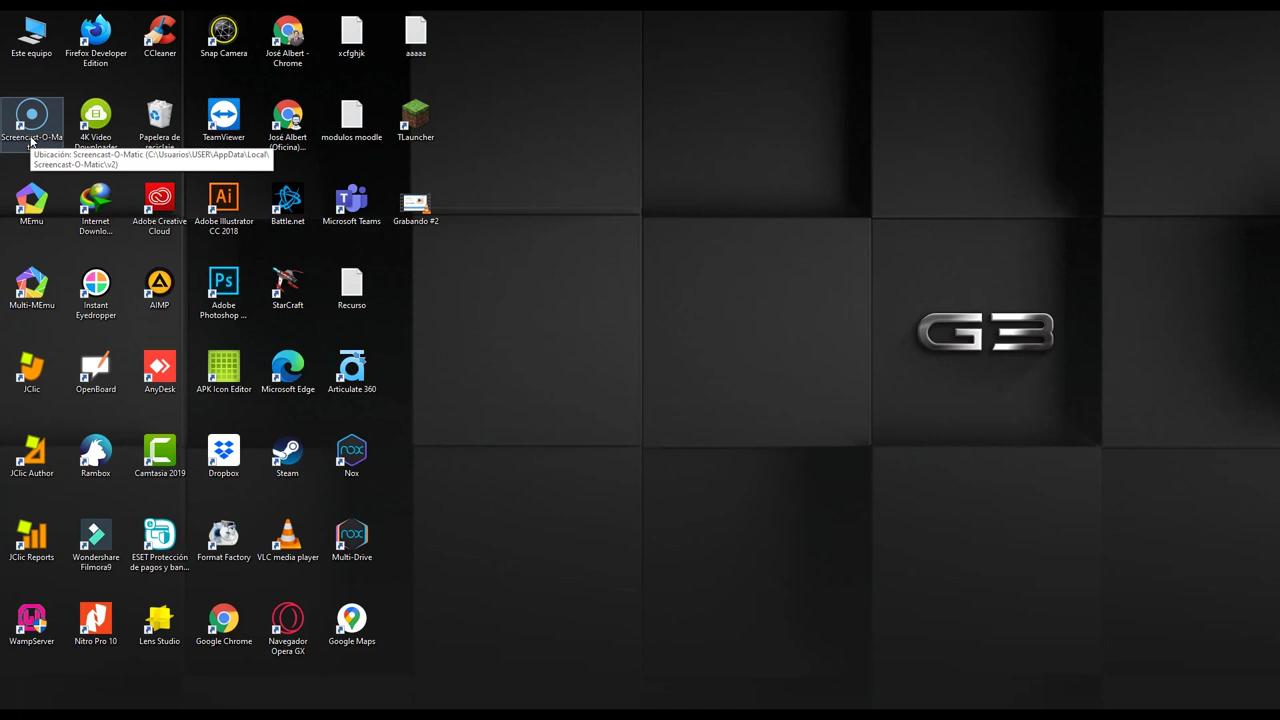 Este equipo
Firefox Developer
Edition
CCleaner
Snap Camera
José Albert -
Chrome
xcfghjk
aaaaa
Screencast-O-Ma
4K Video
Downloader
Papelera de
reciclaje
TeamViewer
José Albert
(Oficina)...
modulos moodle
TLauncher
Ubicación: Screencast-O-Matic (C:\Usuarios\USER\AppData\Local\
Screencast-O-Matic\v2)
MEmu
Internet
Downlo...
Adobe Creative
Cloud
Ai
Adobe Illustrator
CC 2018
Battle.net
Microsoft Teams
Grabando #2
Multi-MEmu
Instant
Eyedropper
AIMP
Ps
Adobe
Photoshop ...
StarCraft
Recurso
G3
JClic
OpenBoard
AnyDesk
APK Icon Editor
Microsoft Edge
Articulate 360
JClic Author
Rambox
Camtasia 2019
Dropbox
Steam
nox
Nox
JClic Reports
Wondershare
Filmora9
ESET Protección
de pagos y ban...
Format Factory
VLC media player
nox
Multi-Drive
WampServer
Nitro Pro 10
Lens Studio
Google Chrome
Navegador
Opera GX
Google Maps